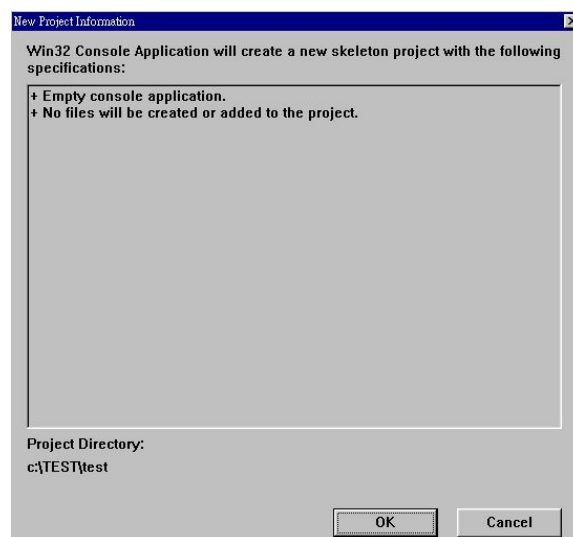 New Project Information
Win32 Console Application will create a new skeleton project with the following
specifications:
+ Empty console application.
+ No files will be created or added to the project.
Project Directory:
c:\TEST\test
OK
Cancel